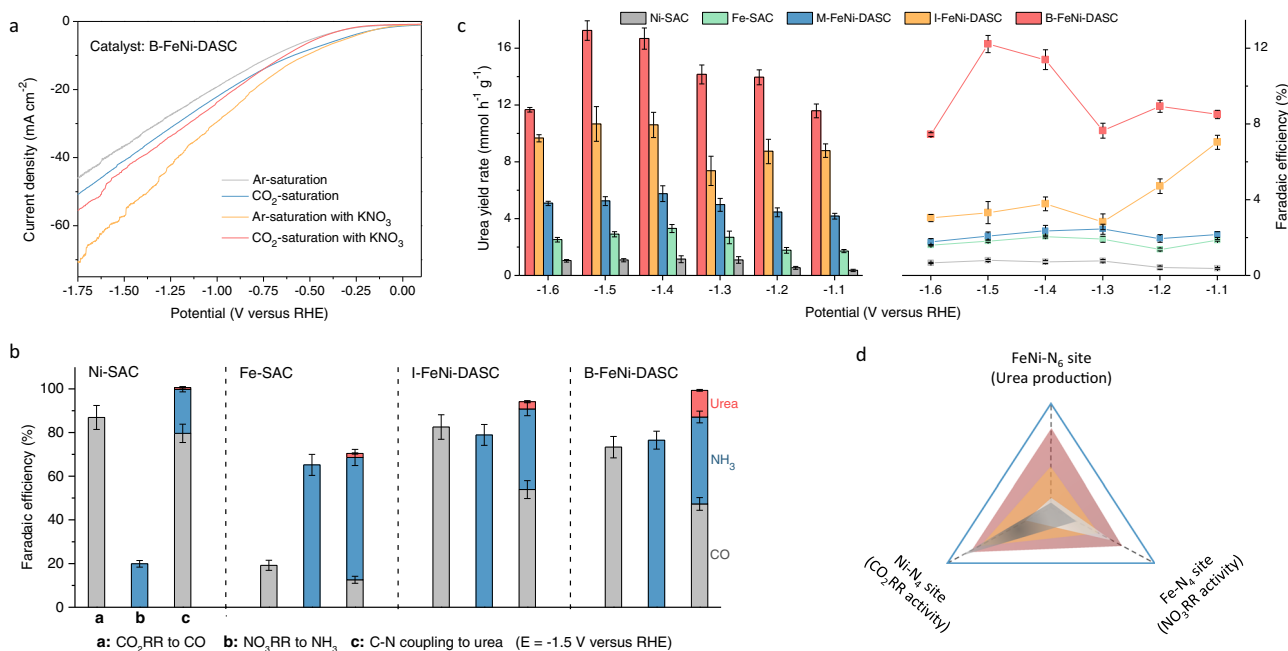 a
Catalyst: B-FeNi-DASC
0
-20
-40
-60
Current density (mA cm⁻²)
Ar-saturation
CO₂-saturation
Ar-saturation with KNO₃
CO₂-saturation with KNO₃
-1.75 -1.50 -1.25 -1.00 -0.75 -0.50 -0.25 0.00
Potential (V versus RHE)
c
Ni-SAC Fe-SAC M-FeNi-DASC I-FeNi-DASC B-FeNi-DASC
Urea yield rate (mmol h⁻¹ g⁻¹)
16
12
8
4
0
-1.6 -1.5 -1.4 -1.3 -1.2 -1.1
Potential (V versus RHE)
12
8
4
0
Faradaic efficiency (%)
-1.6 -1.5 -1.4 -1.3 -1.2 -1.1
Potential (V versus RHE)
b
Ni-SAC Fe-SAC I-FeNi-DASC B-FeNi-DASC
Faradaic efficiency (%)
100
80
60
40
20
0
Urea
NH₃
CO
a b c
a: CO₂RR to CO b: NO₃RR to NH₃ c: C-N coupling to urea (E = -1.5 V versus RHE)
d
FeNi-N₆ site
(Urea production)
Ni-N₄ site
(CO₂RR activity)
Fe-N₄ site
(NO₃RR activity)